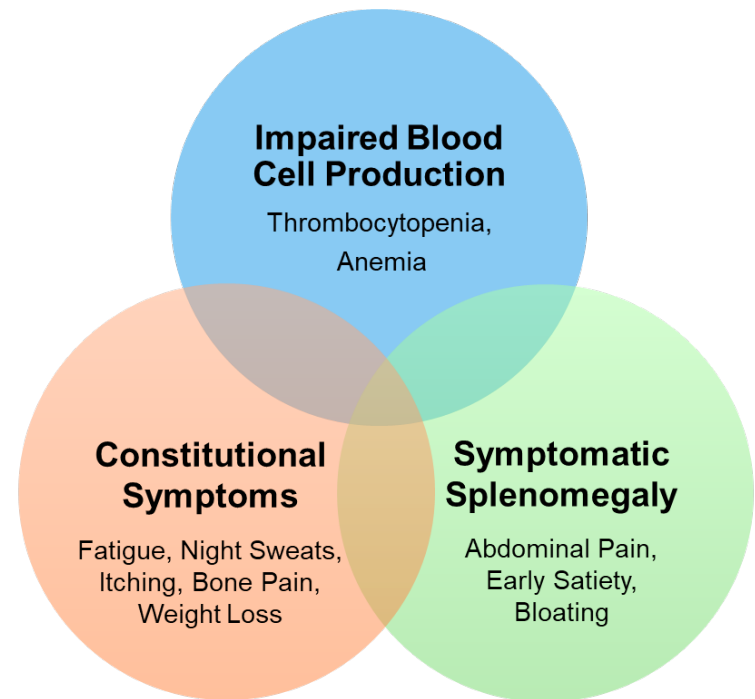 Impaired Blood
Cell Production
Thrombocytopenia,
Anemia
Constitutional
Symptoms
Fatigue, Night Sweats,
Itching, Bone Pain,
Weight Loss
Symptomatic
Splenomegaly
Abdominal Pain,
Early Satiety,
Bloating